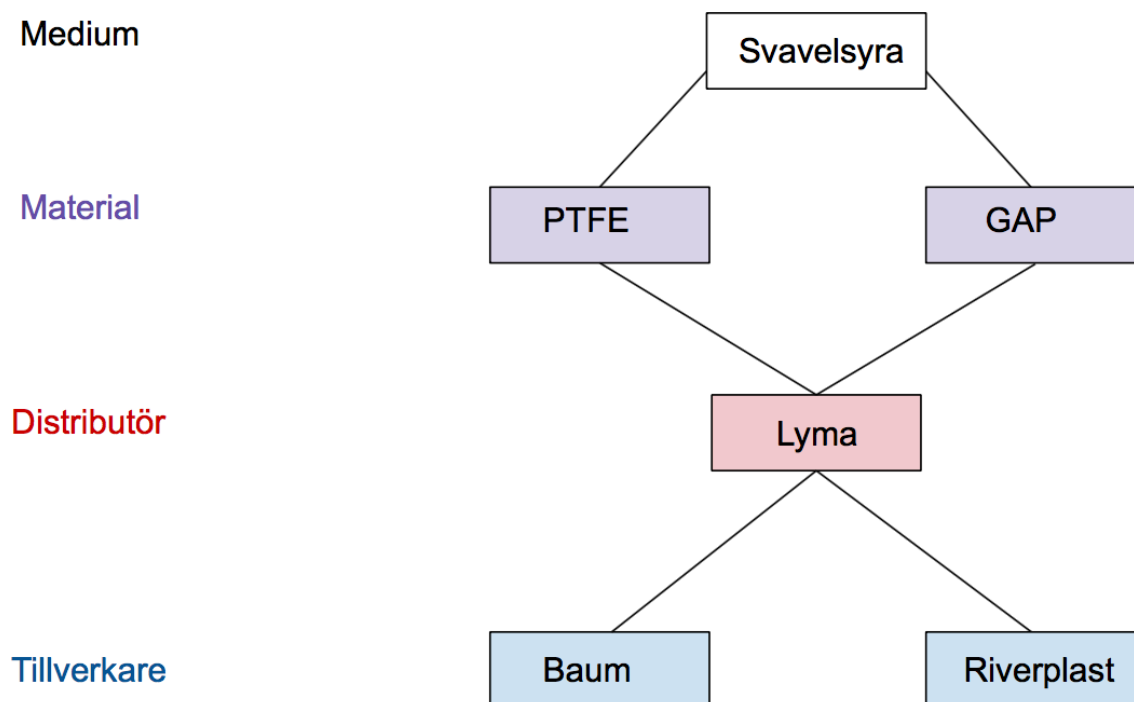 Medium
Svavelsyra
Material
PTFE
GAP
Distributör
Lyma
Tillverkare
Baum
Riverplast